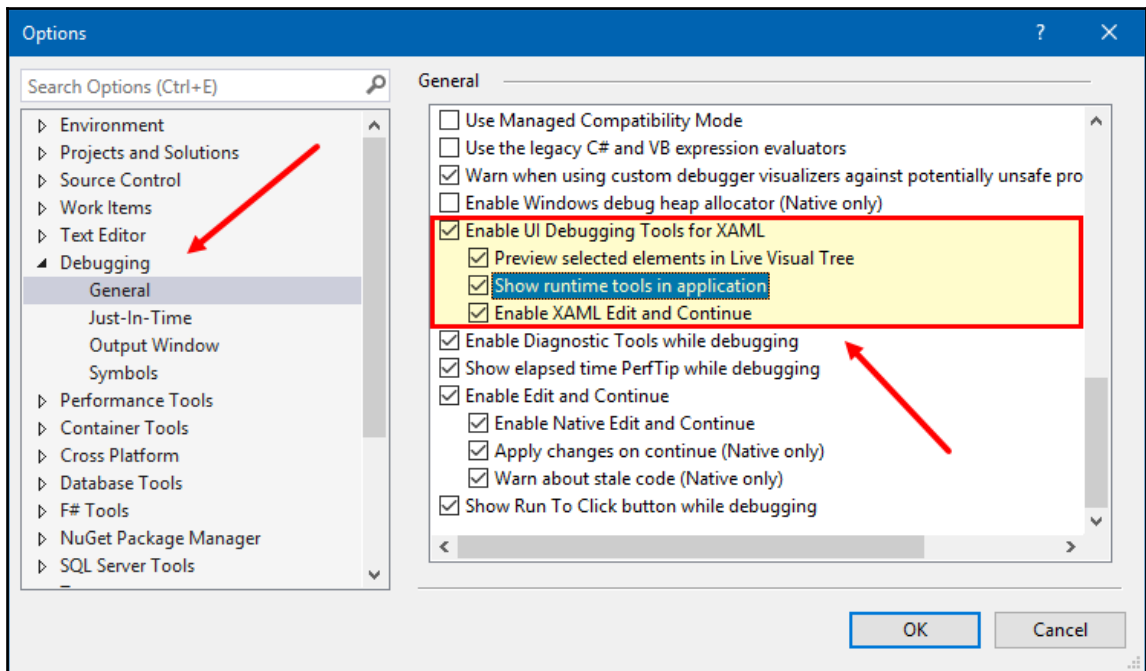 Options
?
Search Options (Ctrl+E)
Environment
Projects and Solutions
Source Control
Work Items
Text Editor
Debugging
General
Just-In-Time
Output Window
Symbols
Performance Tools
Container Tools
Cross Platform
Database Tools
F# Tools
NuGet Package Manager
SQL Server Tools
General
Use Managed Compatibility Mode
Use the legacy C# and VB expression evaluators
Warn when using custom debugger visualizers against potentially unsafe pro
Enable Windows debug heap allocator (Native only)
Enable UI Debugging Tools for XAML
Preview selected elements in Live Visual Tree
Show runtime tools in application
Enable XAML Edit and Continue
Enable Diagnostic Tools while debugging
Show elapsed time PerfTip while debugging
Enable Edit and Continue
Enable Native Edit and Continue
Apply changes on continue (Native only)
Warn about stale code (Native only)
Show Run To Click button while debugging
OK
Cancel